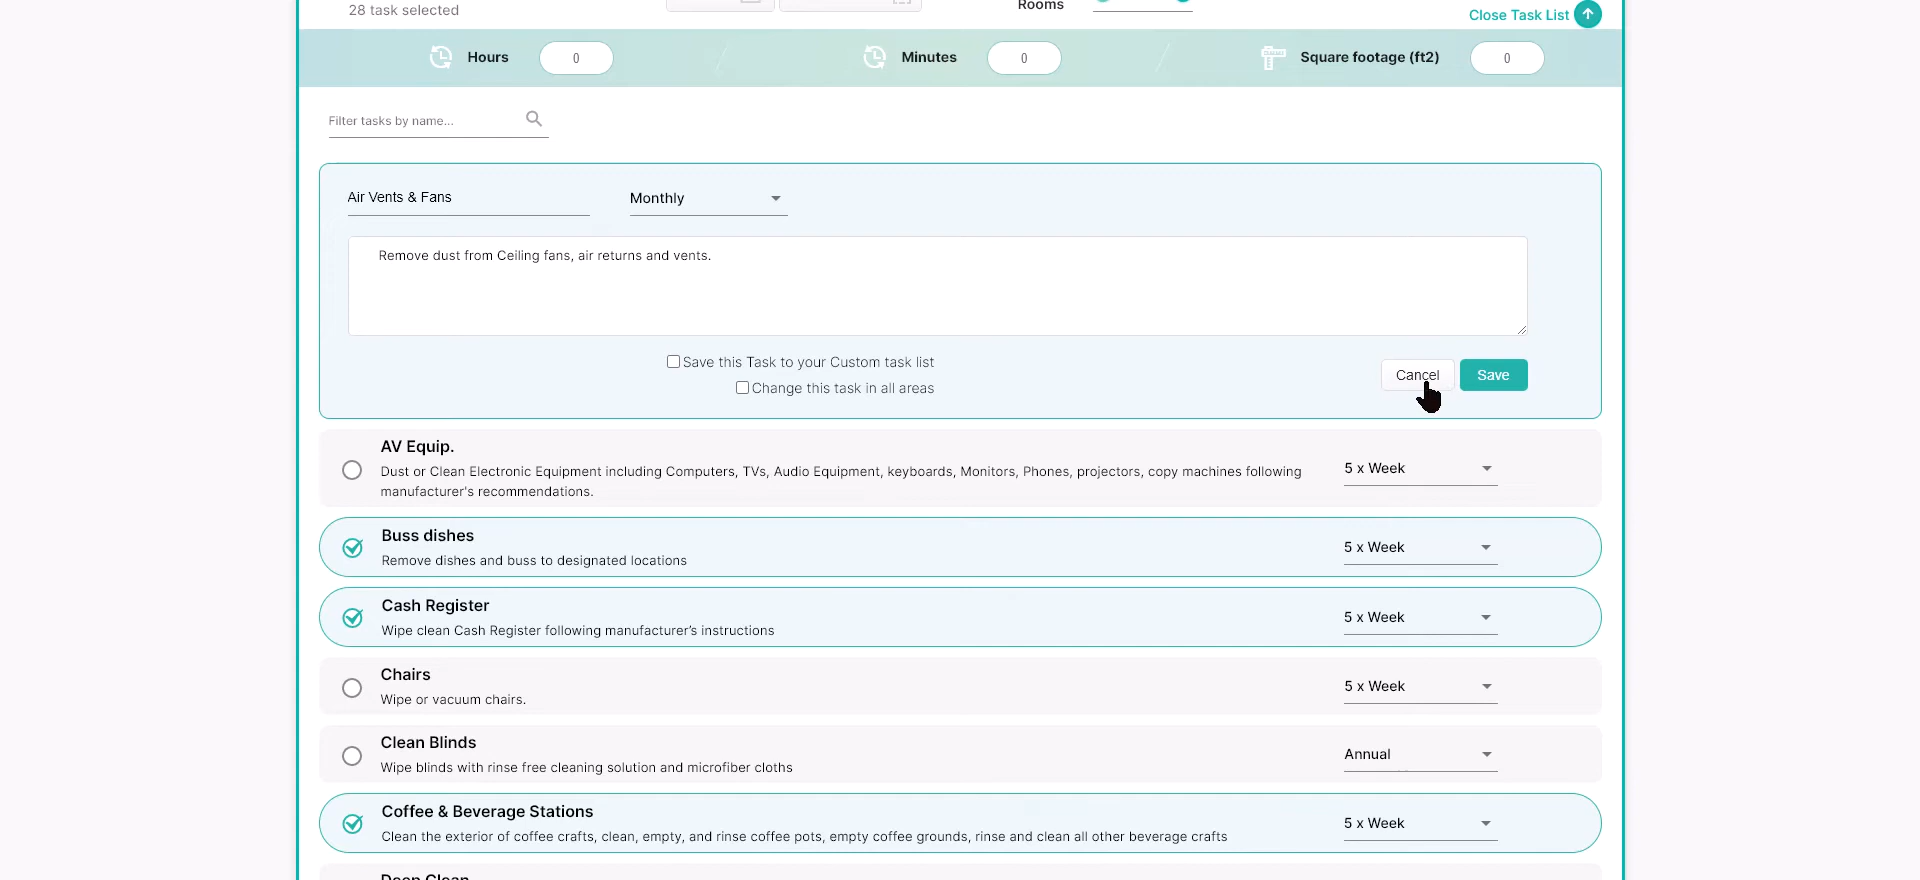 28 task selected
Rooms
Close Task List
Hours
0
Minutes
0
Square footage (ft2)
0
Filter tasks by name...
Air Vents & Fans
Monthly
Remove dust from Ceiling fans, air returns and vents.
Save this Task to your Custom task list
Change this task in all areas
Cancel
Save
AV Equip.
Dust or Clean Electronic Equipment including Computers, TVs, Audio Equipment, keyboards, Monitors, Phones, projectors, copy machines following
manufacturer's recommendations.
5 x Week
Buss dishes
Remove dishes and buss to designated locations
5 x Week
Cash Register
Wipe clean Cash Register following manufacturer's instructions
5 x Week
Chairs
Wipe or vacuum chairs.
5 x Week
Clean Blinds
Wipe blinds with rinse free cleaning solution and microfiber cloths
Annual
Coffee & Beverage Stations
Clean the exterior of coffee crafts, clean, empty, and rinse coffee pots, empty coffee grounds, rinse and clean all other beverage crafts
5 x Week
Deep Clean